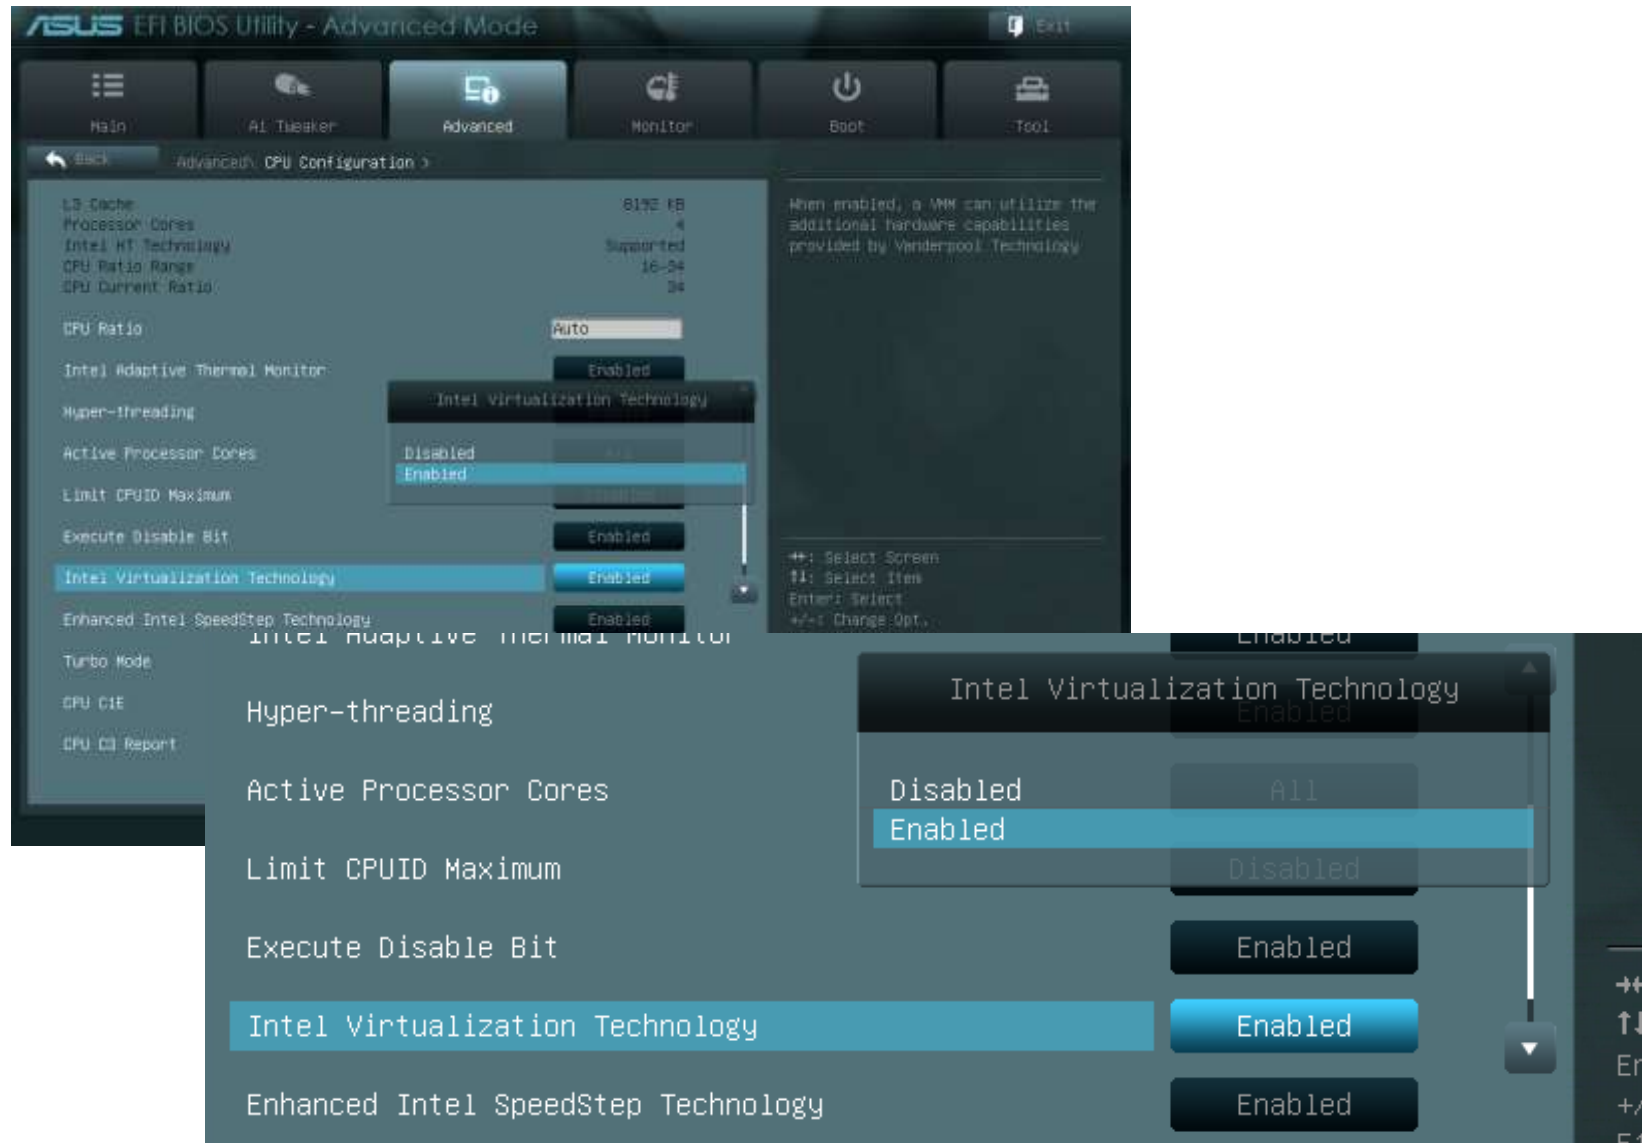 ASUS EFI BIOS Utility - Advanced Mode
Exit
Main
Ai Tweaker
Advanced
Monitor
Boot
Tool
Back
Advanced\ CPU Configuration >
L3 Cache 8192 KB
Processor Cores 4
Intel HT Technology Supported
CPU Ratio Range 16-34
CPU Current Ratio 34
CPU Ratio Auto
Intel Adaptive Thermal Monitor Enabled
Hyper-threading
Active Processor Cores
Limit CPUID Maximum
Execute Disable Bit Enabled
Intel Virtualization Technology Enabled
Enhanced Intel SpeedStep Technology Enabled
Turbo Mode
CPU C1E
CPU C3 Report
Intel Virtualization Technology
Disabled
Enabled
When enabled, a VMM can utilize the
additional hardware capabilities
provided by Vanderpool Technology
→←: Select Screen
↑↓: Select Item
Enter: Select
+/-: Change Opt.
Intel Adaptive Thermal Monitor Enabled
Hyper-threading Enabled
Active Processor Cores All
Limit CPUID Maximum Disabled
Execute Disable Bit Enabled
Intel Virtualization Technology Enabled
Enhanced Intel SpeedStep Technology Enabled
Intel Virtualization Technology
Disabled
Enabled